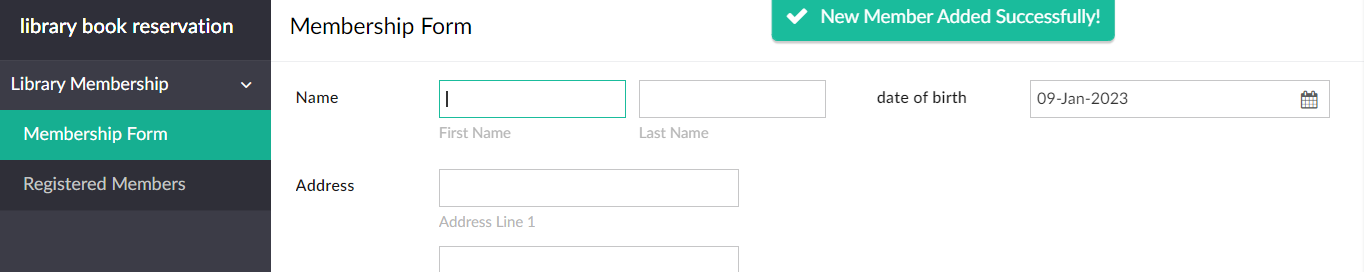 library book reservation
Membership Form
New Member Added Successfully!
Library Membership
Membership Form
Registered Members
Name
First Name
Last Name
date of birth
09-Jan-2023
Address
Address Line 1